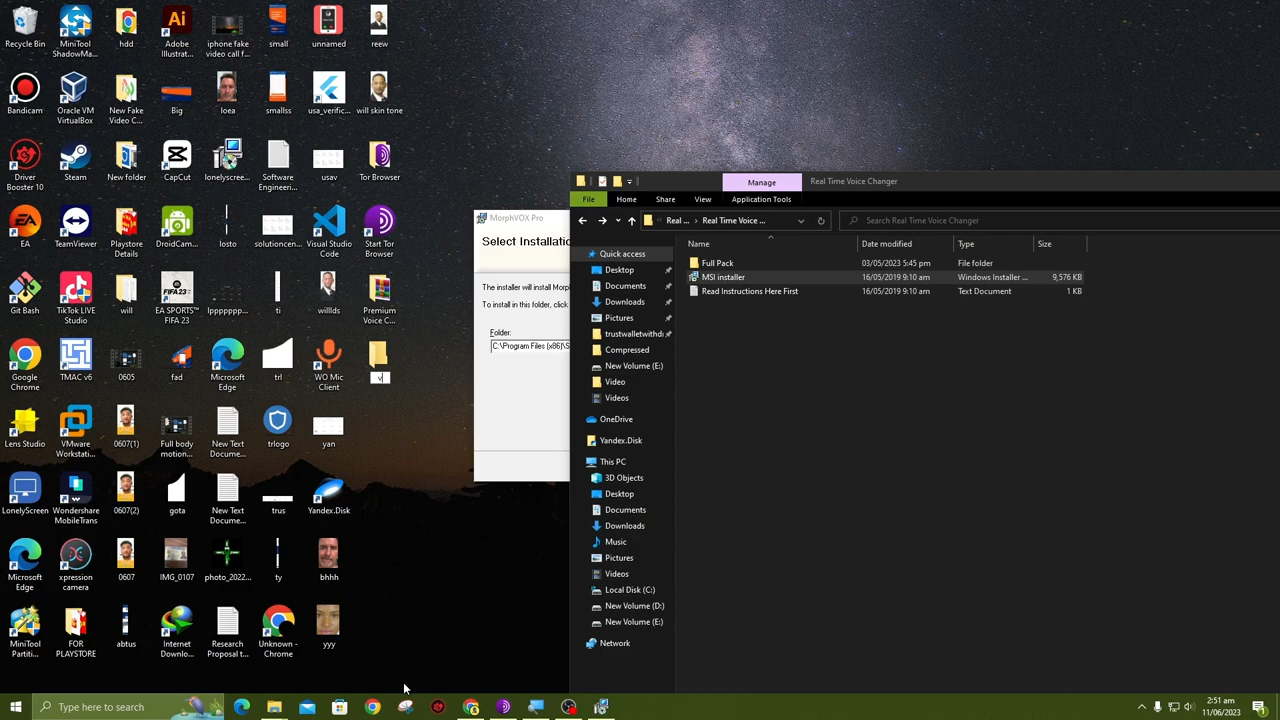 Recycle Bin
MiniTool
ShadowMa...
hdd
Adobe
Illustrat...
iphone fake
video call f...
small
unnamed
reew
Bandicam
Oracle VM
VirtualBox
New Fake
Video C...
Big
loea
smallss
usa_verific...
will skin tone
Driver
Booster 10
Steam
New folder
CapCut
lonelyscree...
Software
Engineeri...
usav
Tor Browser
EA
TeamViewer
Playstore
Details
DroidCam...
losto
solutioncen...
Visual Studio
Code
Start Tor
Browser
Git Bash
TikTok LIVE
Studio
will
EA SPORTS™
FIFA 23
lppppppp...
ti
willlds
Premium
Voice C...
Google
Chrome
TMAC v6
0605
fad
Microsoft
Edge
trl
WO Mic
Client
v
Lens Studio
VMware
Workstati...
0607(1)
Full body
motion...
New Text
Docume...
trlogo
yan
LonelyScreen
Wondershare
MobileTrans
0607(2)
gota
New Text
Docume...
trus
Yandex.Disk
Microsoft
Edge
xpression
camera
0607
IMG_0107
photo_2022...
ty
bhhh
MiniTool
Partiti...
FOR
PLAYSTORE
abtus
Internet
Downlo...
Research
Proposal t...
Unknown -
Chrome
yyy
MorphVOX Pro
Select Installatio
The installer will install Morp
To install in this folder, click
Folder:
C:\Program Files (x86)\S
Manage
Real Time Voice Changer
File
Home
Share
View
Application Tools
Real ... › Real Time Voice ...
Search Real Time Voice Changer
Name
Date modified
Type
Size
Full Pack
03/05/2023 5:45 pm
File folder
MSI installer
16/05/2019 9:10 am
Windows Installer ...
9,576 KB
Read Instructions Here First
16/05/2019 9:10 am
Text Document
1 KB
Quick access
Desktop
Documents
Downloads
Pictures
trustwalletwithdr
Compressed
New Volume (E:)
Video
Videos
OneDrive
Yandex.Disk
This PC
3D Objects
Desktop
Documents
Downloads
Music
Pictures
Videos
Local Disk (C:)
New Volume (D:)
New Volume (E:)
Network
Type here to search
2:51 am
11/06/2023